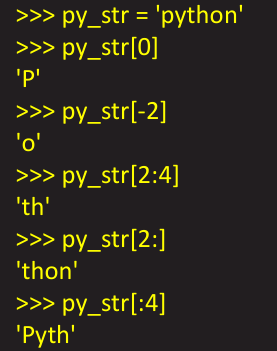 >>> py_str = 'python'
>>> py_str[0]
'P'
>>> py_str[-2]
'o'
>>> py_str[2:4]
'th'
>>> py_str[2:]
'thon'
>>> py_str[:4]
'Pyth'